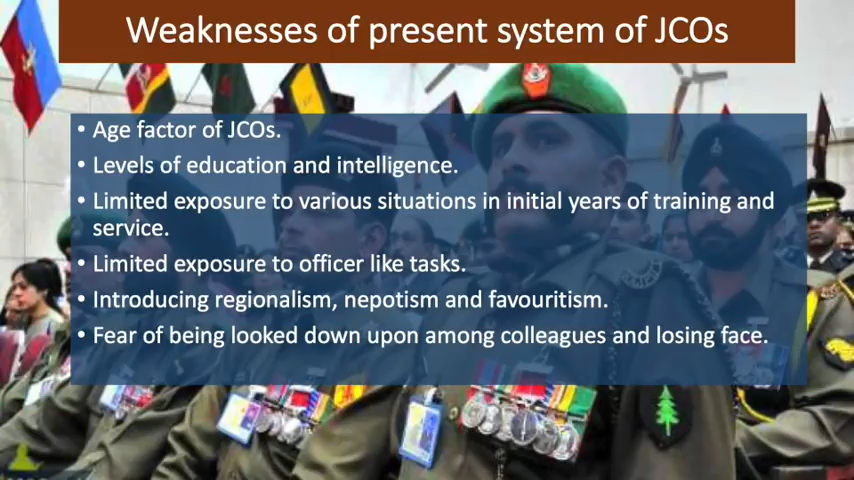 Weaknesses of present system of JCOs
• Age factor of JCOs.
• Levels of education and intelligence.
• Limited exposure to various situations in initial years of training and
service.
• Limited exposure to officer like tasks.
• Introducing regionalism, nepotism and favouritism.
• Fear of being looked down upon among colleagues and losing face.